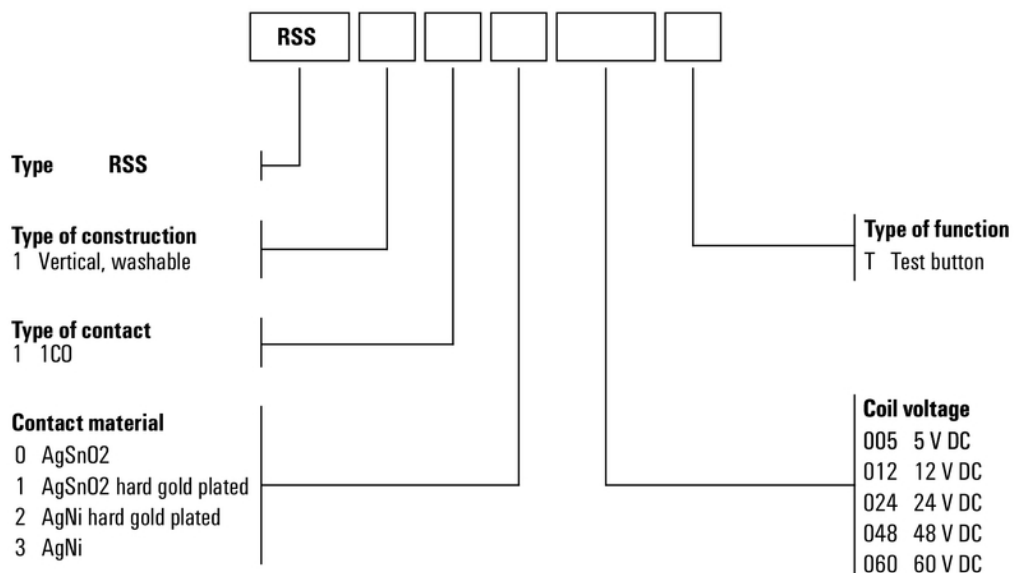 RSS
Type RSS
Type of construction
1 Vertical, washable
Type of contact
1 1CO
Contact material
0 AgSnO2
1 AgSnO2 hard gold plated
2 AgNi hard gold plated
3 AgNi
Type of function
T Test button
Coil voltage
005 5 V DC
012 12 V DC
024 24 V DC
048 48 V DC
060 60 V DC